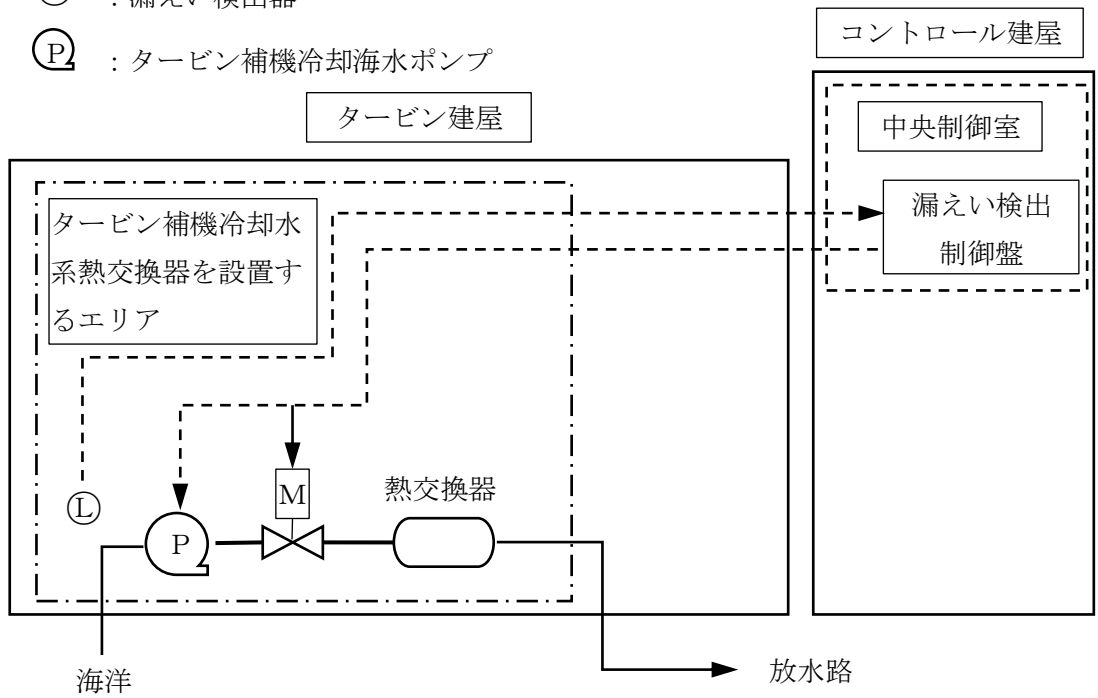 Ⓛ :漏えい検出器
P :タービン補機冷却海水ポンプ
コントロール建屋
タービン建屋
中央制御室
漏えい検出
制御盤
タービン補機冷却水
系熱交換器を設置す
るエリア
M
熱交換器
Ⓛ
P
海洋
放水路